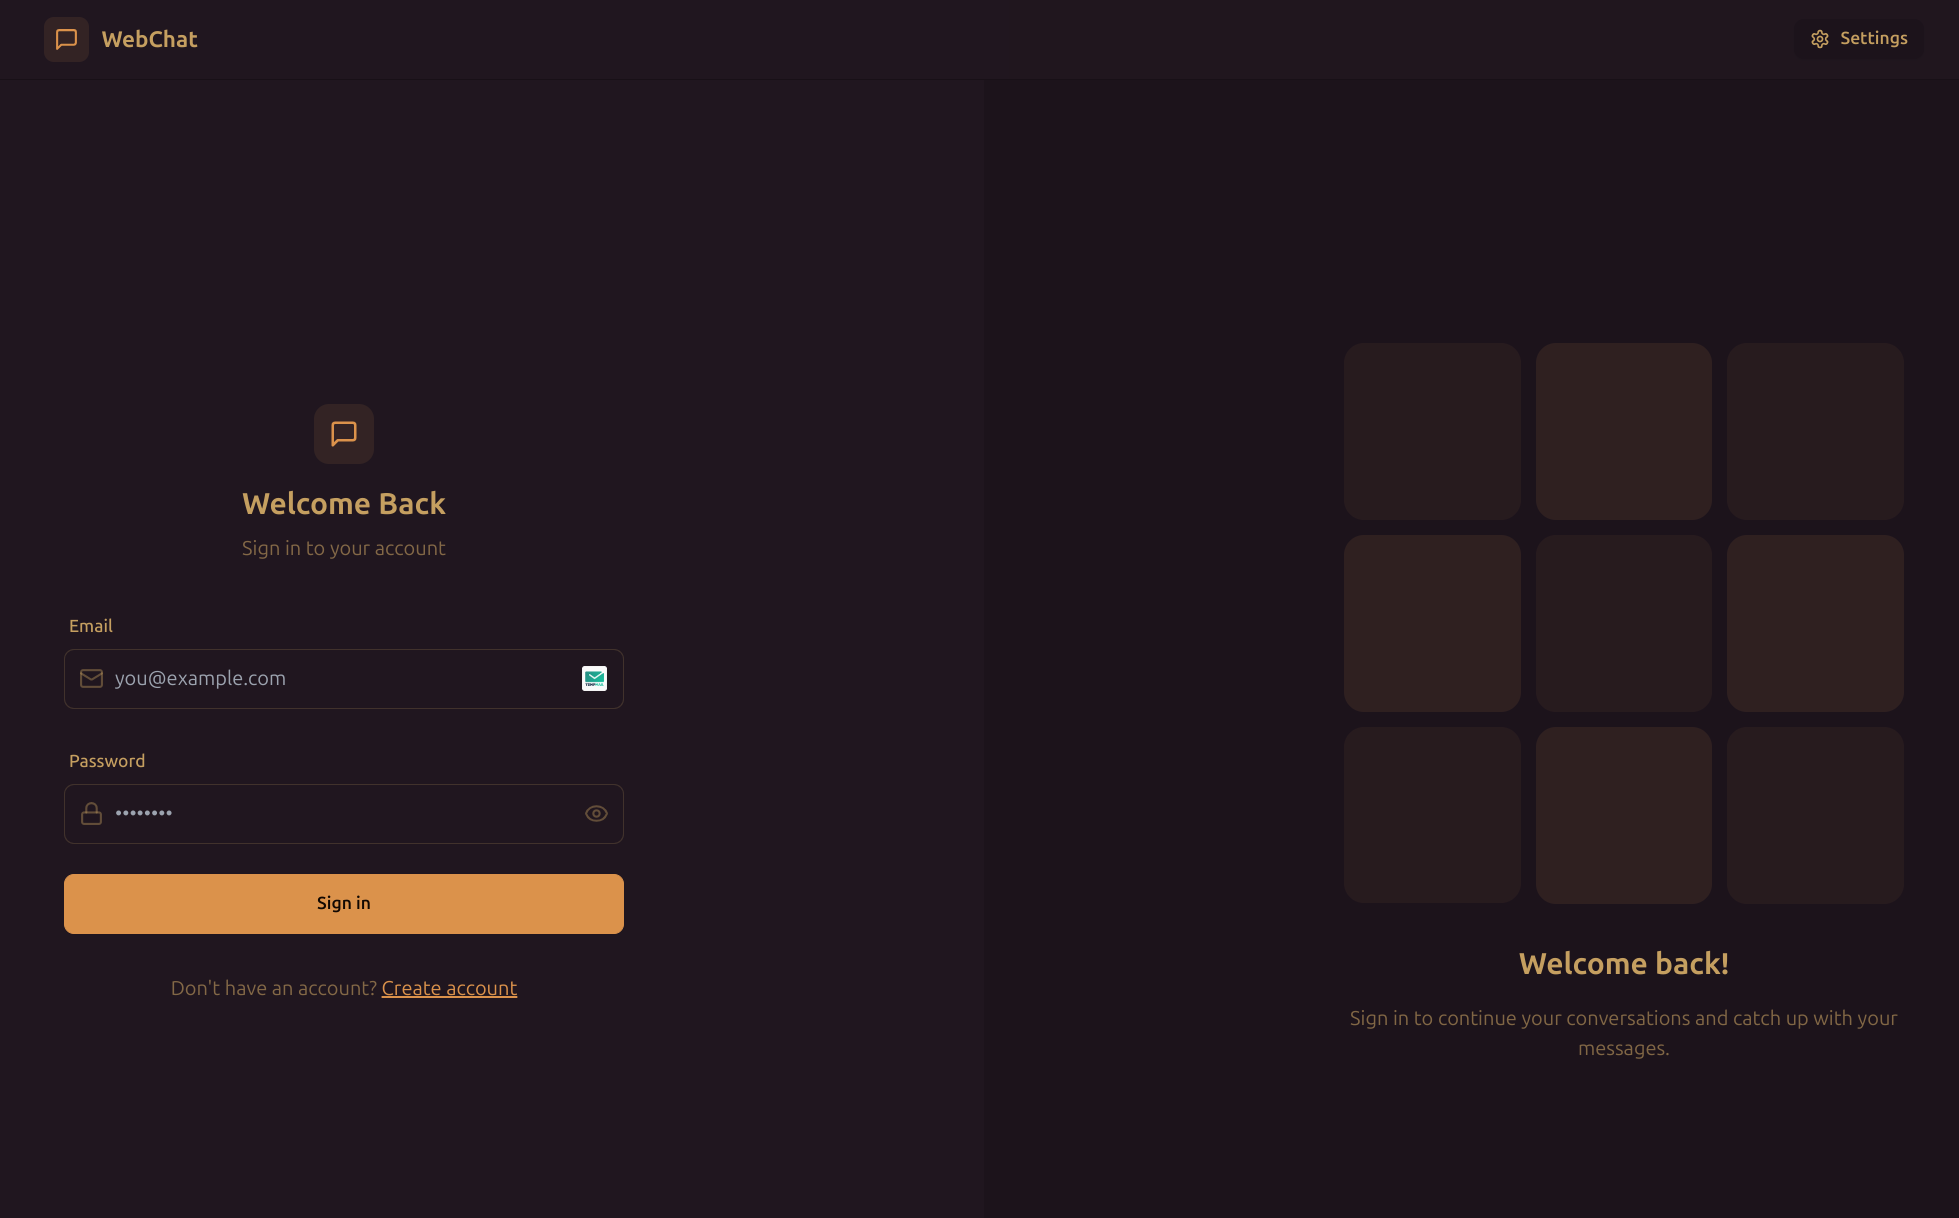 WebChat
Settings
Welcome Back
Sign in to your account
Email
you@example.com
Password
••••••••
Sign in
Don't have an account? Create account
Welcome back!
Sign in to continue your conversations and catch up with your
messages.